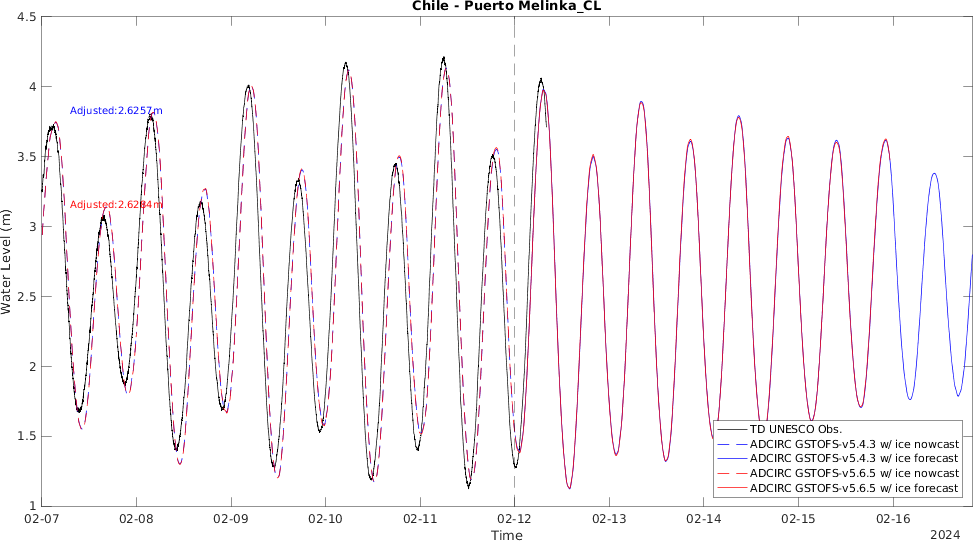 Chile - Puerto Melinka_CL
4.5
4
3.5
3
2.5
2
1.5
1
Water Level (m)
Adjusted:2.6257m
Adjusted:2.6284m
TD UNESCO Obs.
ADCIRC GSTOFS-v5.4.3 w/ ice nowcast
ADCIRC GSTOFS-v5.4.3 w/ ice forecast
ADCIRC GSTOFS-v5.6.5 w/ ice nowcast
ADCIRC GSTOFS-v5.6.5 w/ ice forecast
02-07 02-08 02-09 02-10 02-11 02-12 02-13 02-14 02-15 02-16
Time
2024